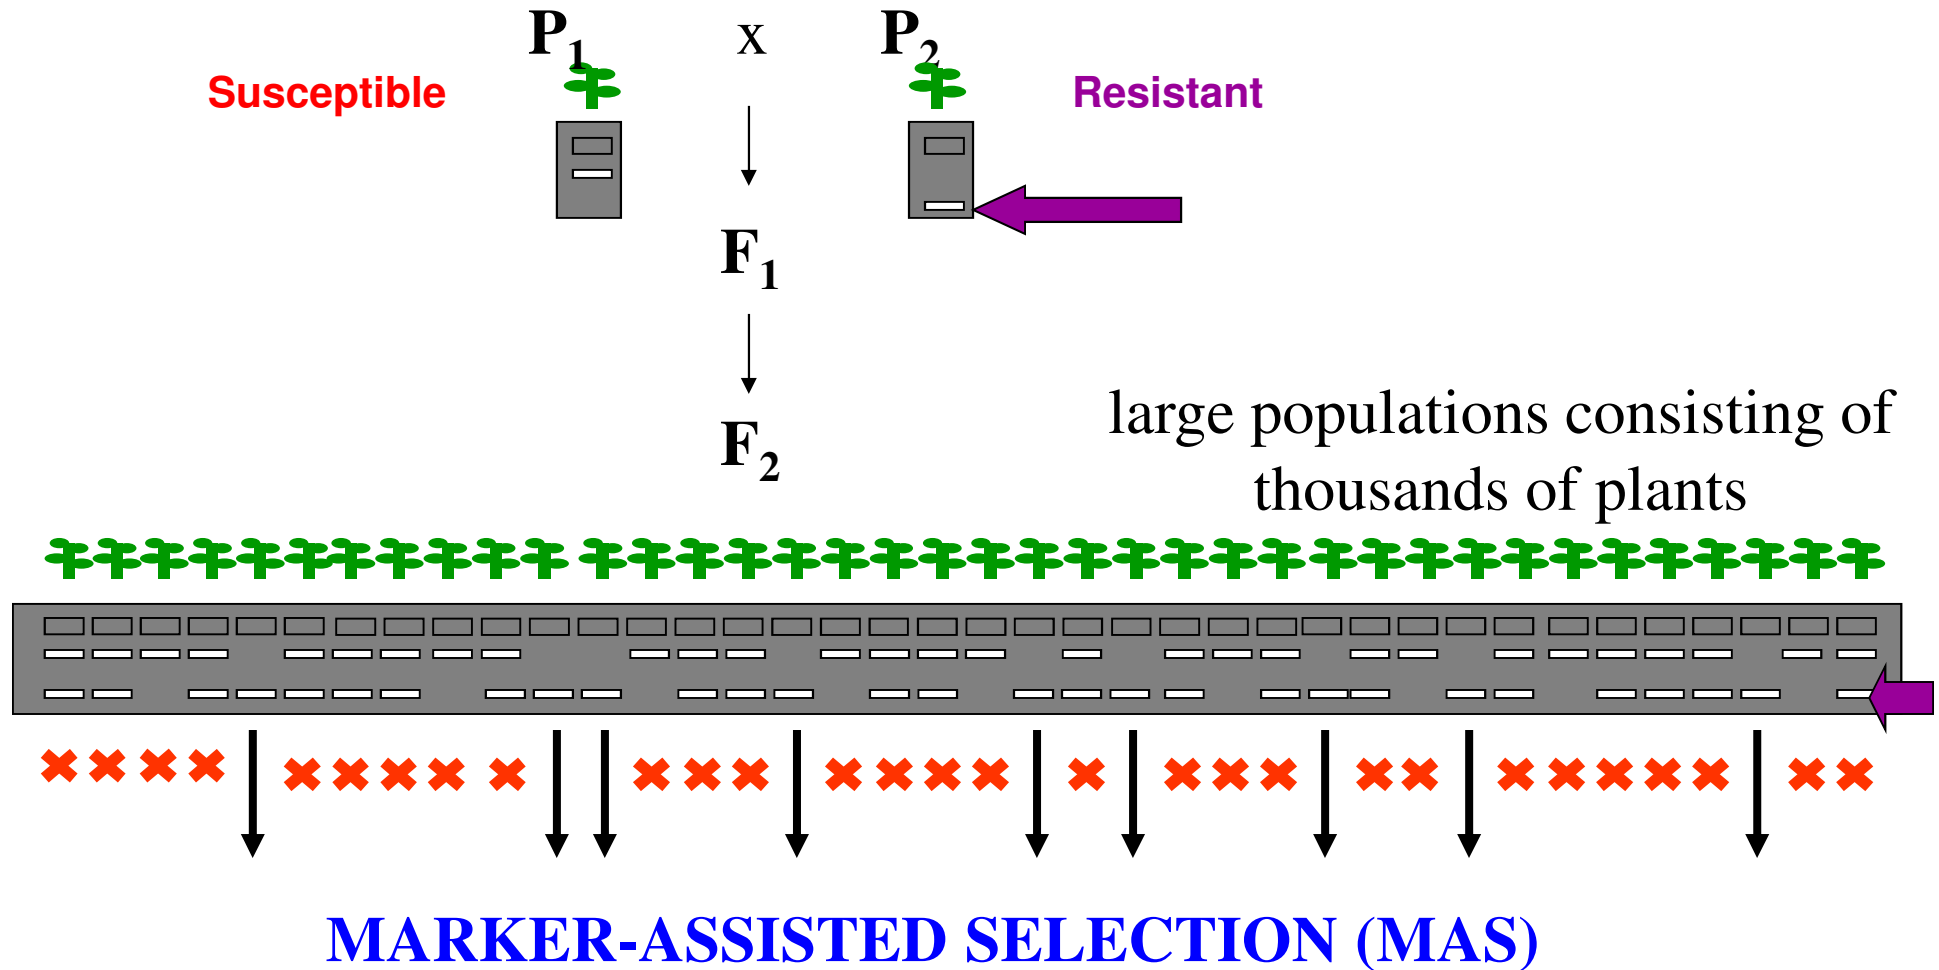 P₁ x P₂
Susceptible Resistant
F₁
F₂
large populations consisting of
thousands of plants
MARKER-ASSISTED SELECTION (MAS)